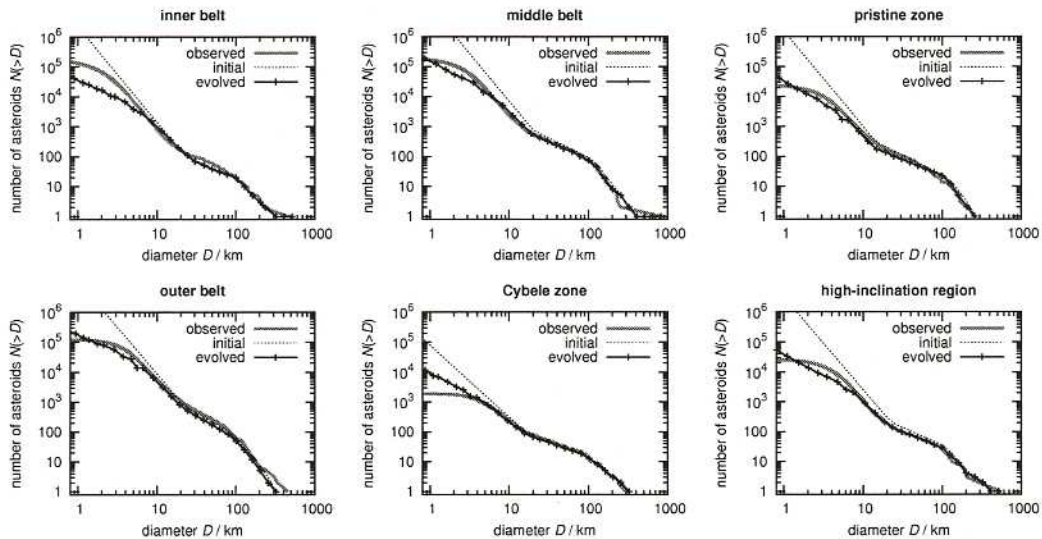 inner belt
number of asteroids N(>D)
10^6
10^5
10^4
10^3
100
10
1
observed
initial
evolved
1 10 100 1000
diameter D / km
middle belt
number of asteroids N(>D)
10^6
10^5
10^4
10^3
100
10
1
observed
initial
evolved
1 10 100 1000
diameter D / km
pristine zone
number of asteroids N(>D)
10^6
10^5
10^4
10^3
100
10
1
observed
initial
evolved
1 10 100 1000
diameter D / km
outer belt
number of asteroids N(>D)
10^6
10^5
10^4
10^3
100
10
1
observed
initial
evolved
1 10 100 1000
diameter D / km
Cybele zone
number of asteroids N(>D)
10^6
10^5
10^4
10^3
100
10
1
observed
initial
evolved
1 10 100 1000
diameter D / km
high-inclination region
number of asteroids N(>D)
10^6
10^5
10^4
10^3
100
10
1
observed
initial
evolved
1 10 100 1000
diameter D / km